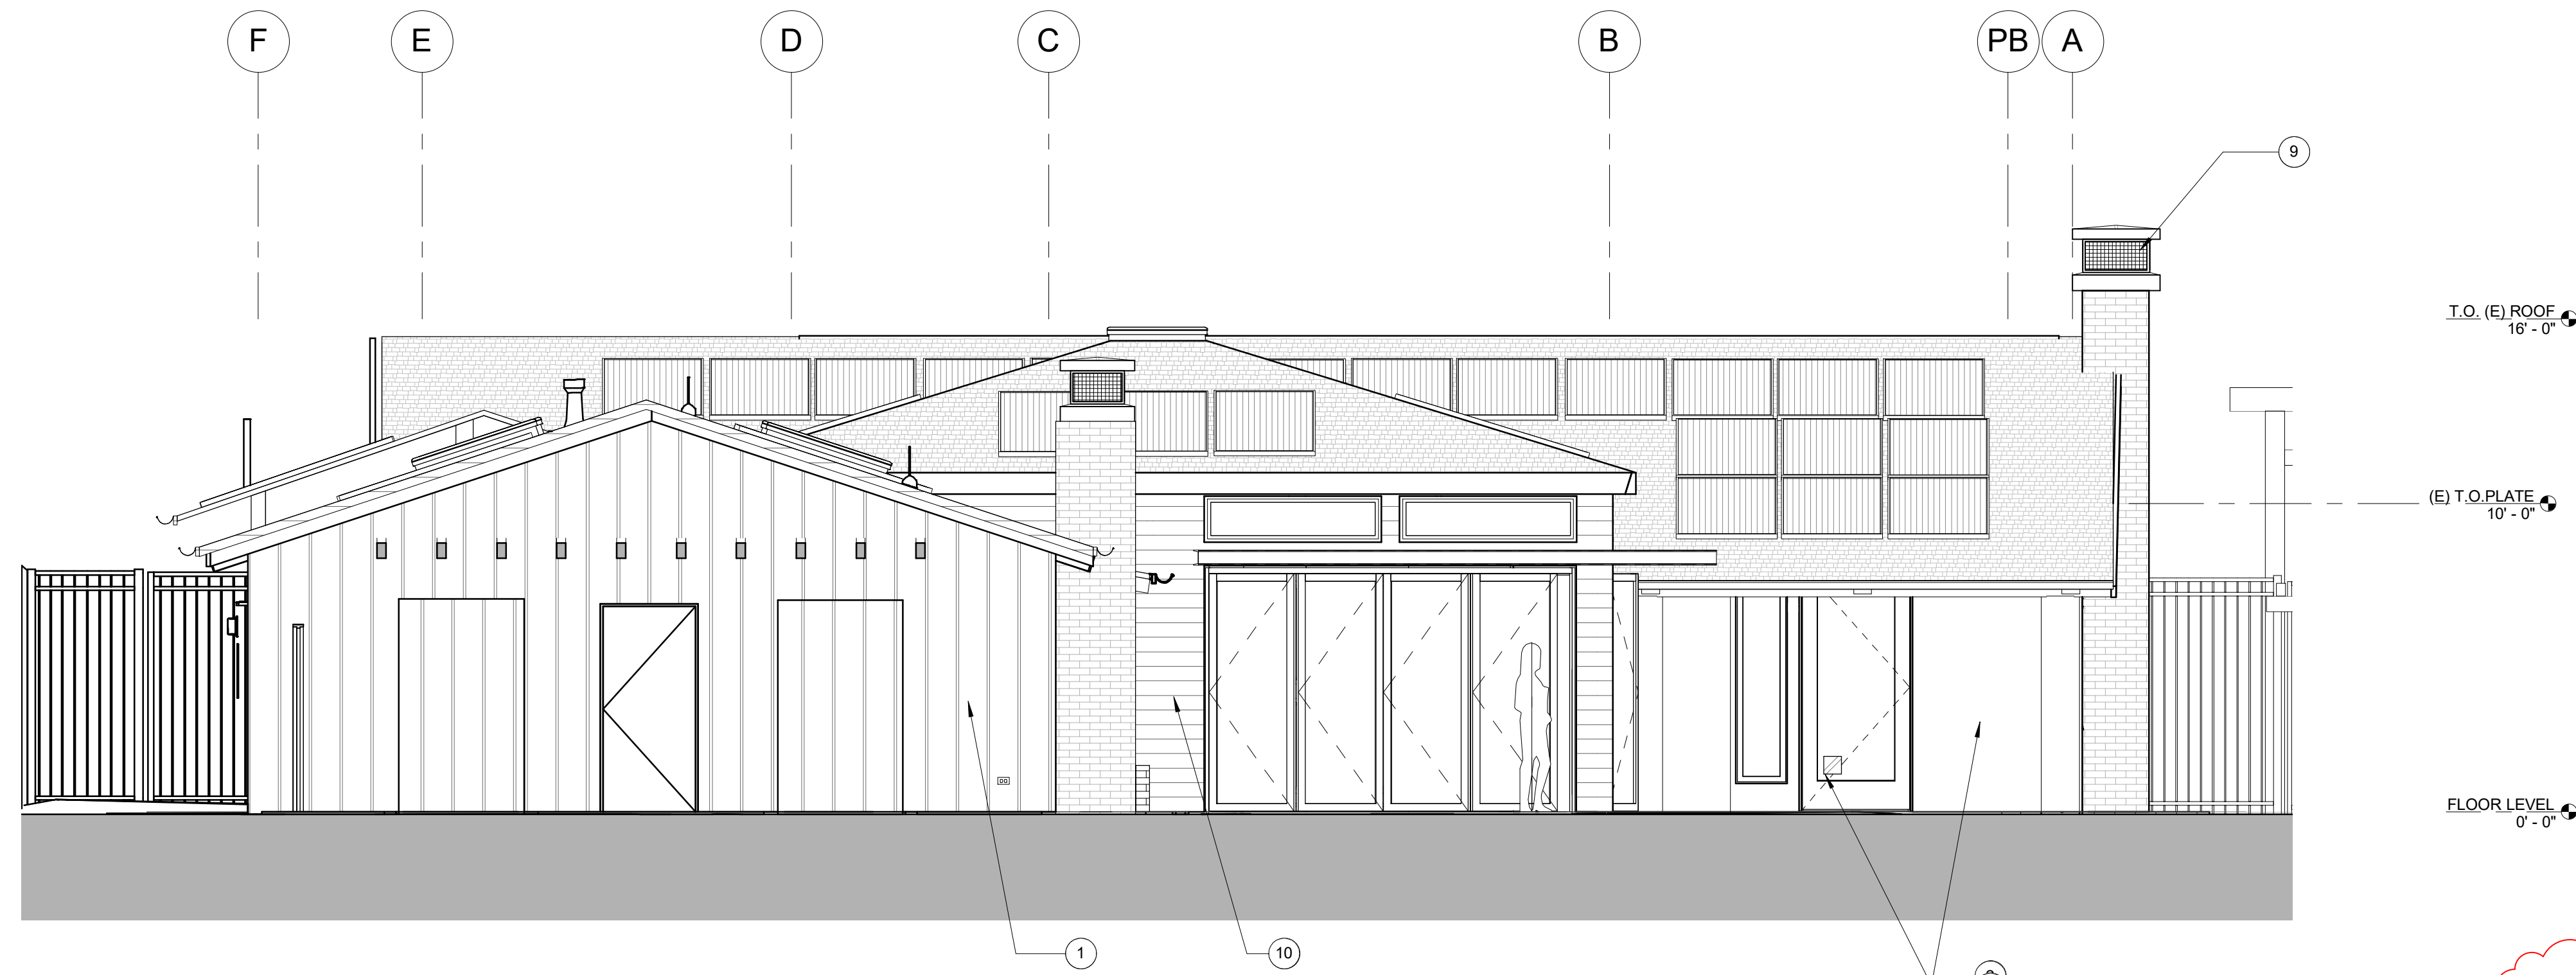 F E D C B PB A
9
T.O. (E) ROOF
16' - 0"
(E) T.O.PLATE
10' - 0"
FLOOR LEVEL
0' - 0"
1 10